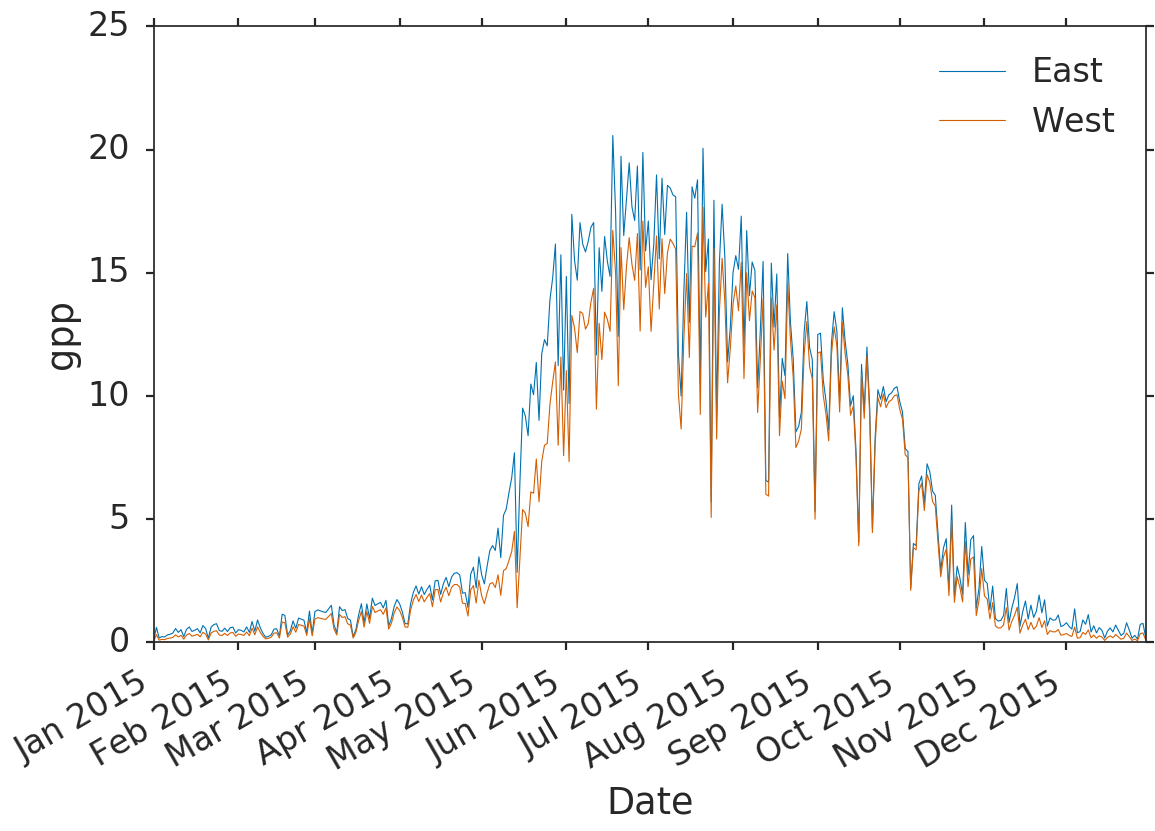 25
20
15
10
5
0
gpp
East
West
Jan 2015
Feb 2015
Mar 2015
Apr 2015
May 2015
Jun 2015
Jul 2015
Aug 2015
Sep 2015
Oct 2015
Nov 2015
Dec 2015
Date